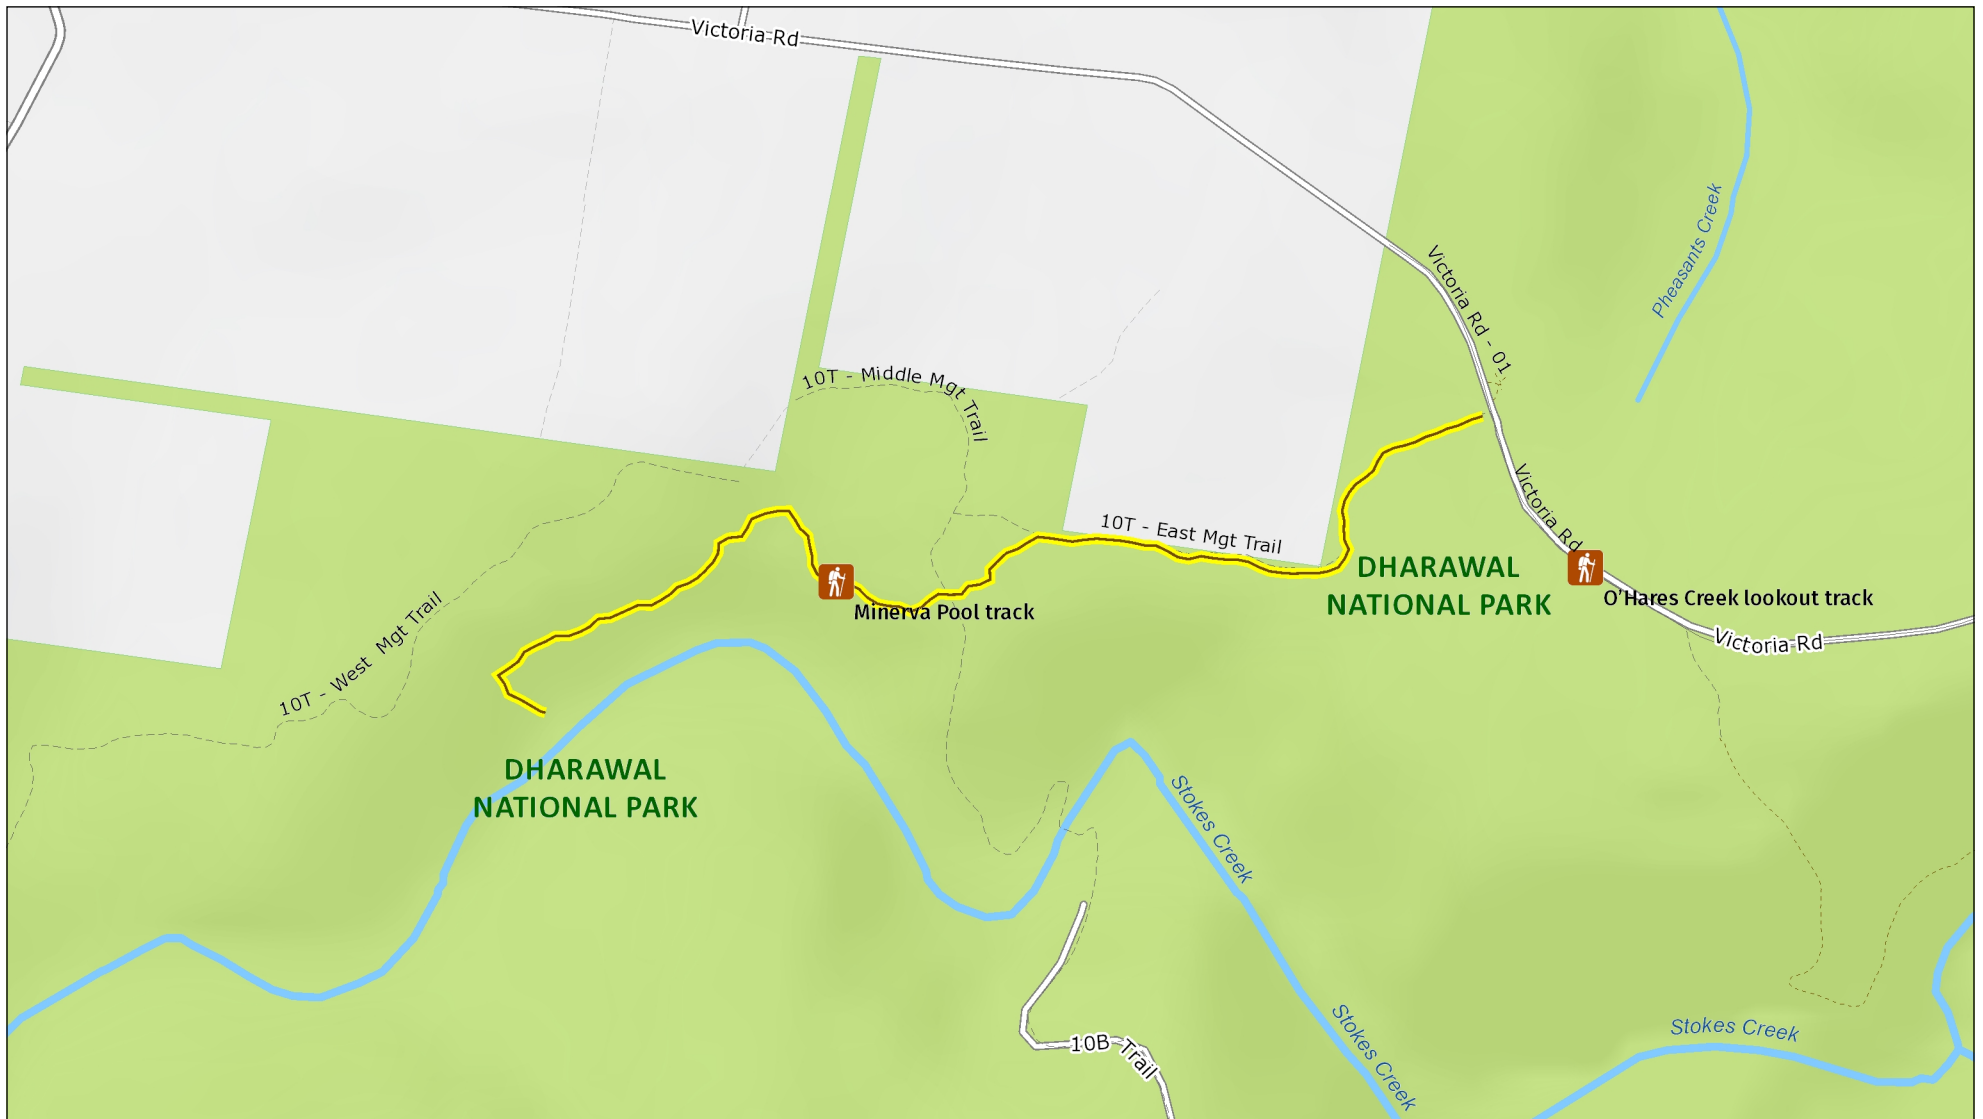 Victoria Rd
Pheasants Creek
Victoria Rd - 01
10T - Middle Mgt Trail
Victoria Rd
10T - East Mgt Trail
DHARAWAL
NATIONAL PARK
Minerva Pool track
O'Hares Creek lookout track
Victoria Rd
10T - West Mgt Trail
DHARAWAL
NATIONAL PARK
Stokes Creek
Stokes Creek
Stokes Creek
10B Trail